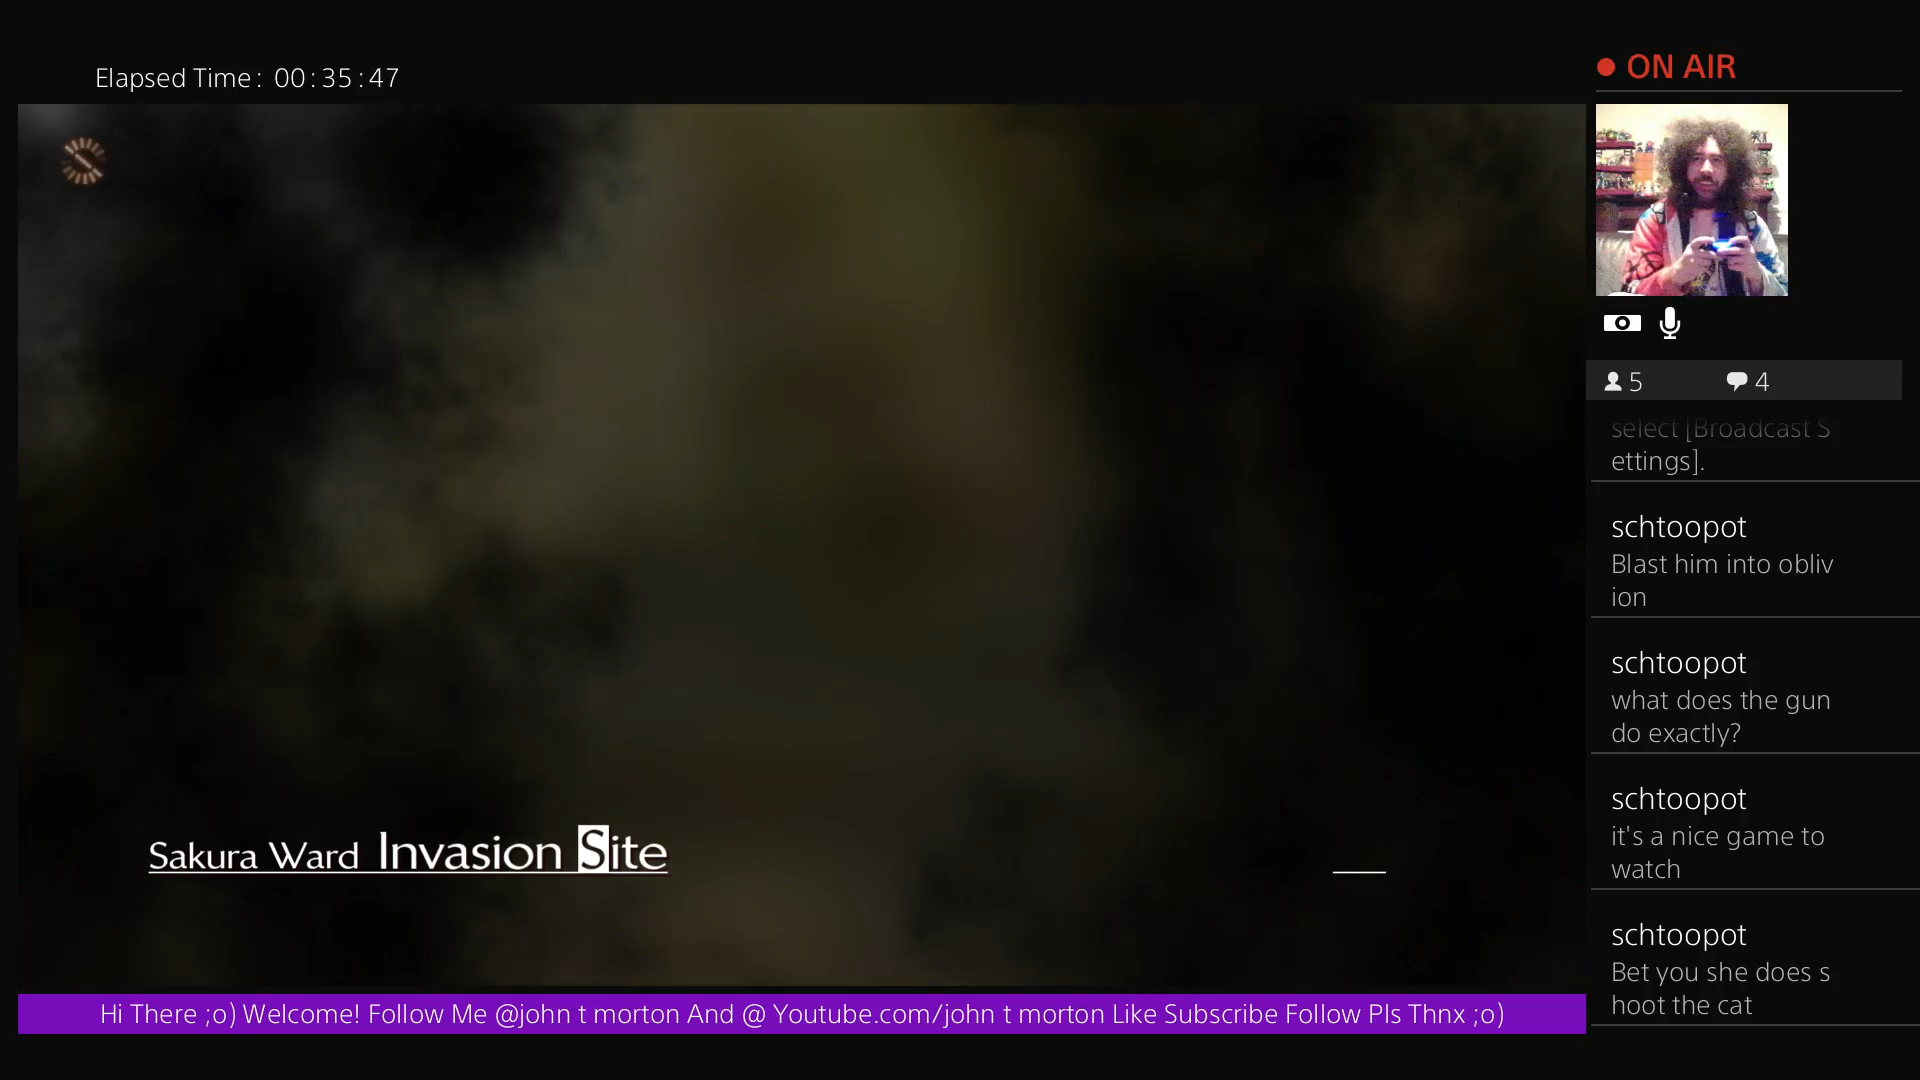 Elapsed Time: 00:35:47
ON AIR
5 4
select [Broadcast S
ettings].
schtoopot
Blast him into obliv
ion
schtoopot
what does the gun
do exactly?
schtoopot
it's a nice game to
watch
schtoopot
Bet you she does s
hoot the cat
Sakura Ward Invasion Site
Hi There ;o) Welcome! Follow Me @john t morton And @ Youtube.com/john t morton Like Subscribe Follow Pls Thnx ;o)